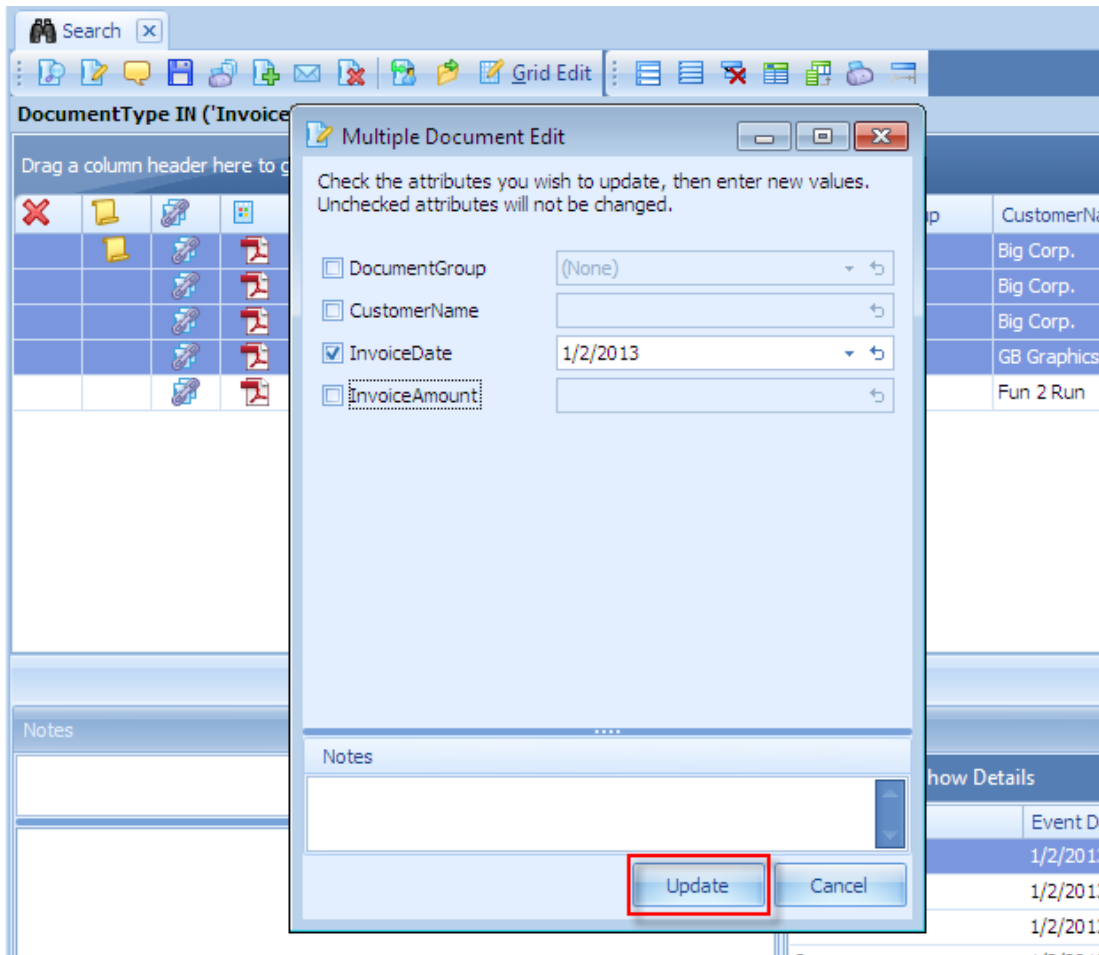 Search
Grid Edit
DocumentType IN ('Invoice
Multiple Document Edit
Drag a column header here to g
Check the attributes you wish to update, then enter new values.
Unchecked attributes will not be changed.
CustomerNa
DocumentGroup
(None)
CustomerName
InvoiceDate
1/2/2013
InvoiceAmount
Big Corp.
Big Corp.
Big Corp.
GB Graphics
Fun 2 Run
Notes
Notes
how Details
Event D
1/2/2013
1/2/2013
1/2/2013
Update
Cancel